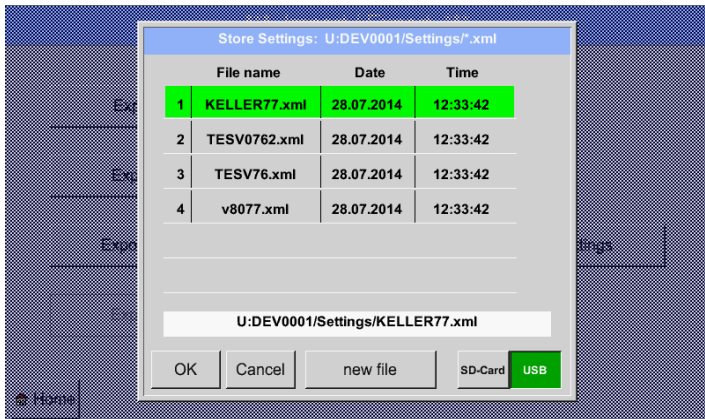 *** Import / Export ***
Store Settings: U:DEV0001/Settings/*.xml
File name Date Time
1 KELLER77.xml 28.07.2014 12:33:42
2 TESV0762.xml 28.07.2014 12:33:42
3 TESV76.xml 28.07.2014 12:33:42
4 v8077.xml 28.07.2014 12:33:42
U:DEV0001/Settings/KELLER77.xml
OK Cancel new file SD-Card USB
Home